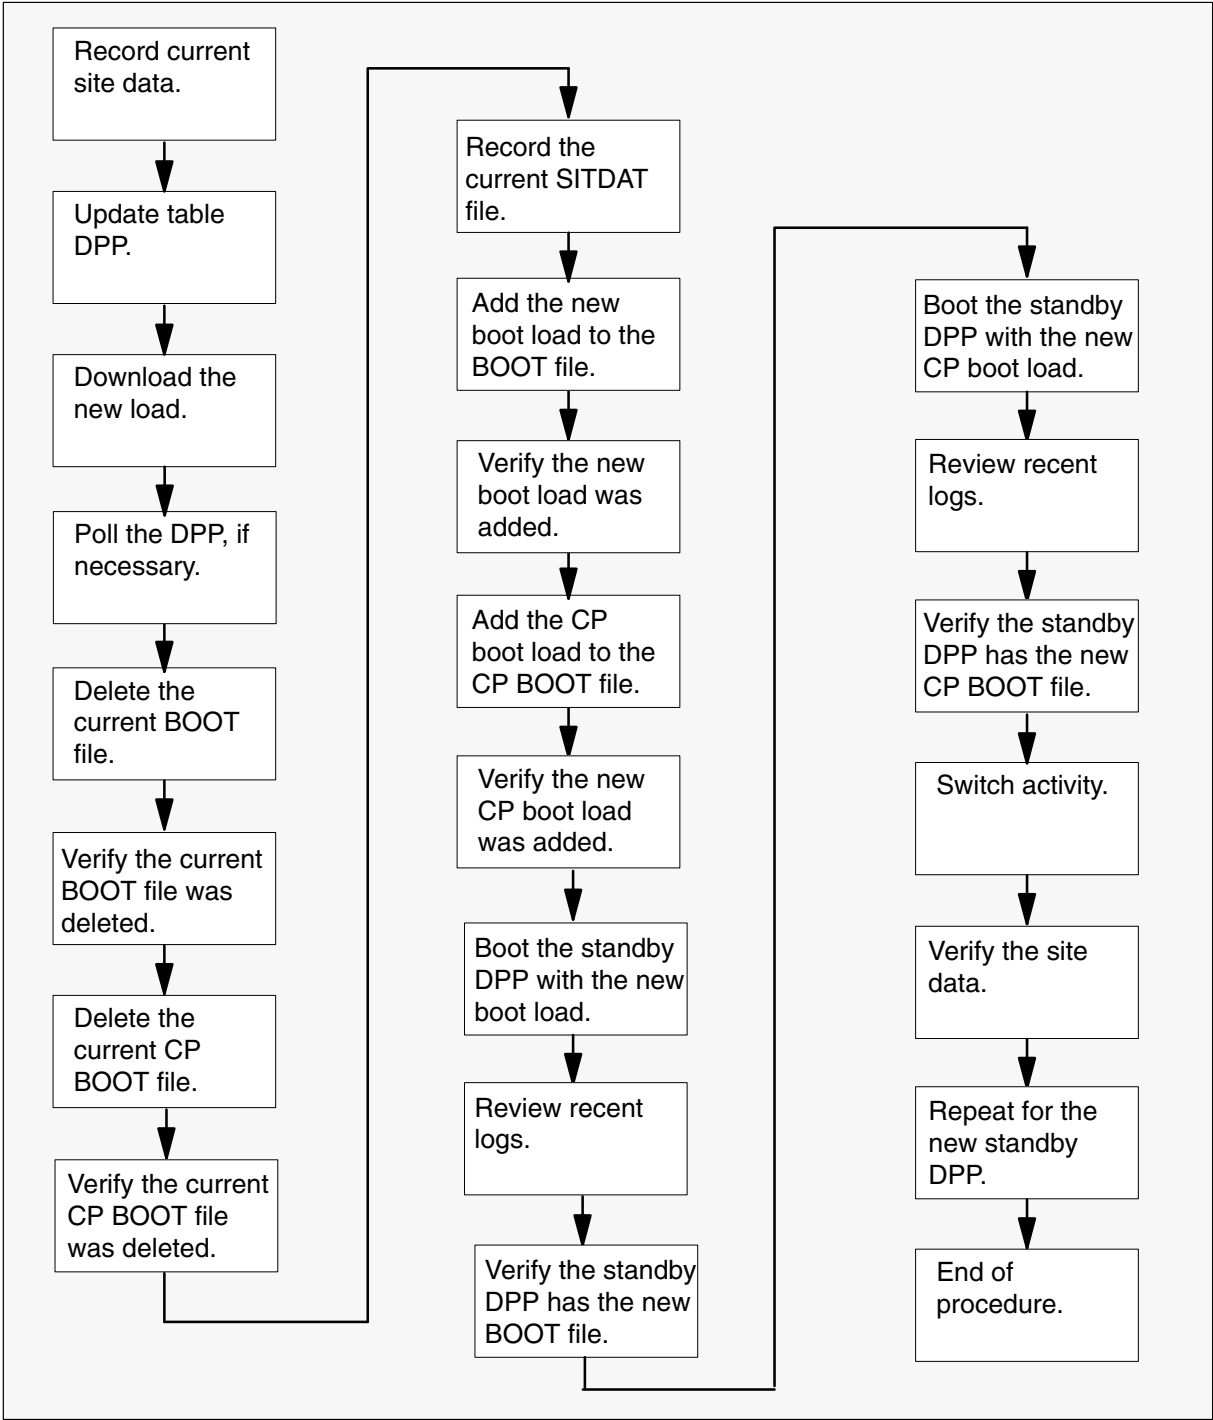 Record current
site data.
Update table
DPP.
Download the
new load.
Poll the DPP, if
necessary.
Delete the
current BOOT
file.
Verify the current
BOOT file was
deleted.
Delete the
current CP
BOOT file.
Verify the current
CP BOOT file
was deleted.
Record the
current SITDAT
file.
Add the new
boot load to the
BOOT file.
Verify the new
boot load was
added.
Add the CP
boot load to the
CP BOOT file.
Verify the new
CP boot load
was added.
Boot the standby
DPP with the new
boot load.
Review recent
logs.
Verify the standby
DPP has the new
BOOT file.
Boot the standby
DPP with the new
CP boot load.
Review recent
logs.
Verify the standby
DPP has the new
CP BOOT file.
Switch activity.
Verify the site
data.
Repeat for the
new standby
DPP.
End of
procedure.